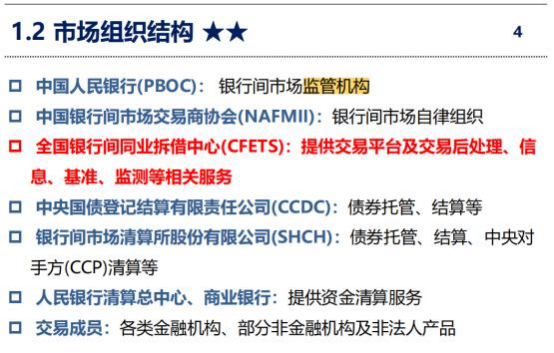 1.2 市场组织结构 ★★
4
中国人民银行(PBOC)： 银行间市场监管机构
中国银行间市场交易商协会(NAFMII)：银行间市场自律组织
全国银行间同业拆借中心(CFETS)：提供交易平台及交易后处理、信
息、基准、监测等相关服务
中央国债登记结算有限责任公司(CCDC)：债券托管、结算等
银行间市场清算所股份有限公司(SHCH)：债券托管、结算、中央对
手方(CCP)清算等
人民银行清算总中心、商业银行：提供资金清算服务
交易成员：各类金融机构、部分非金融机构及非法人产品